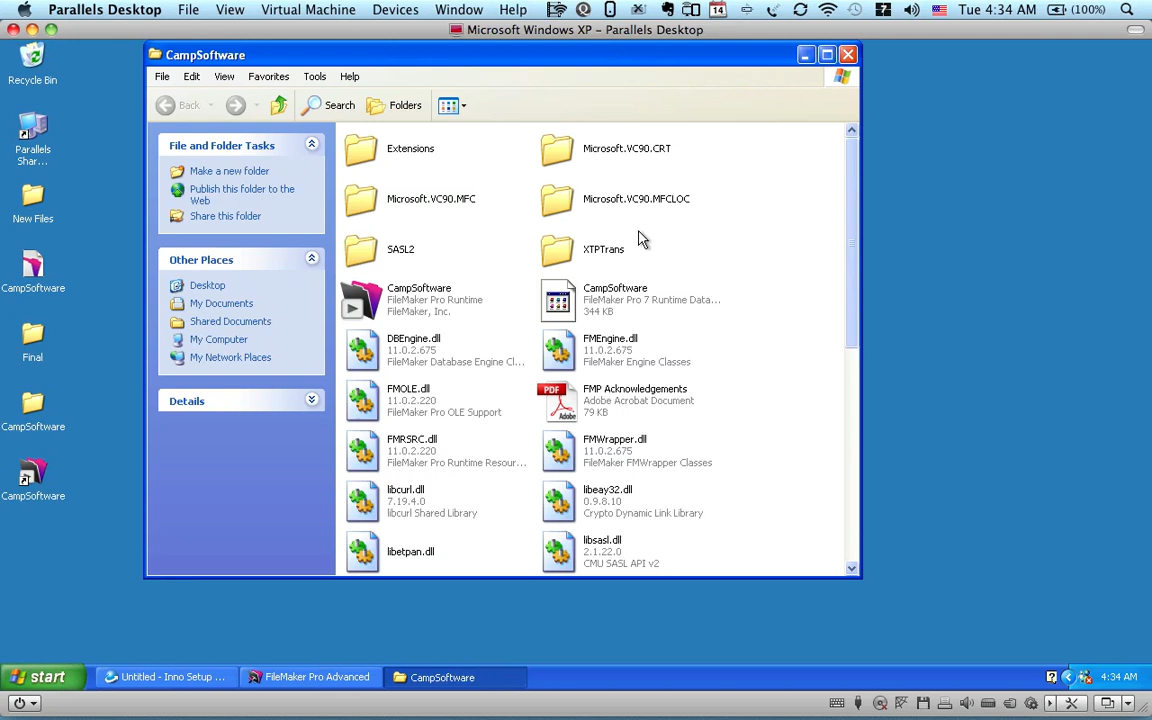 Parallels Desktop File View Virtual Machine Devices Window Help 14 Tue 4:34 AM (100%)
Microsoft Windows XP – Parallels Desktop
Recycle Bin
Parallels
Shar...
New Files
CampSoftware
Final
CampSoftware
CampSoftware
CampSoftware
File Edit View Favorites Tools Help
Back Search Folders
File and Folder Tasks
Make a new folder
Publish this folder to the
Web
Share this folder
Other Places
Desktop
My Documents
Shared Documents
My Computer
My Network Places
Details
Extensions
Microsoft.VC90.CRT
Microsoft.VC90.MFC
Microsoft.VC90.MFCLOC
SASL2
XTPTrans
CampSoftware
FileMaker Pro Runtime
FileMaker, Inc.
CampSoftware
FileMaker Pro 7 Runtime Data...
344 KB
DBEngine.dll
11.0.2.675
FileMaker Database Engine Cl...
FMEngine.dll
11.0.2.675
FileMaker Engine Classes
FMOLE.dll
11.0.2.220
FileMaker Pro OLE Support
PDF
Adobe
FMP Acknowledgements
Adobe Acrobat Document
79 KB
FMRSRC.dll
11.0.2.220
FileMaker Pro Runtime Resour...
FMWrapper.dll
11.0.2.675
FileMaker FMWrapper Classes
libcurl.dll
7.19.4.0
libcurl Shared Library
libeay32.dll
0.9.8.10
Crypto Dynamic Link Library
libetpan.dll
libsasl.dll
2.1.22.0
CMU SASL API v2
start Untitled - Inno Setup ... FileMaker Pro Advanced CampSoftware 4:34 AM